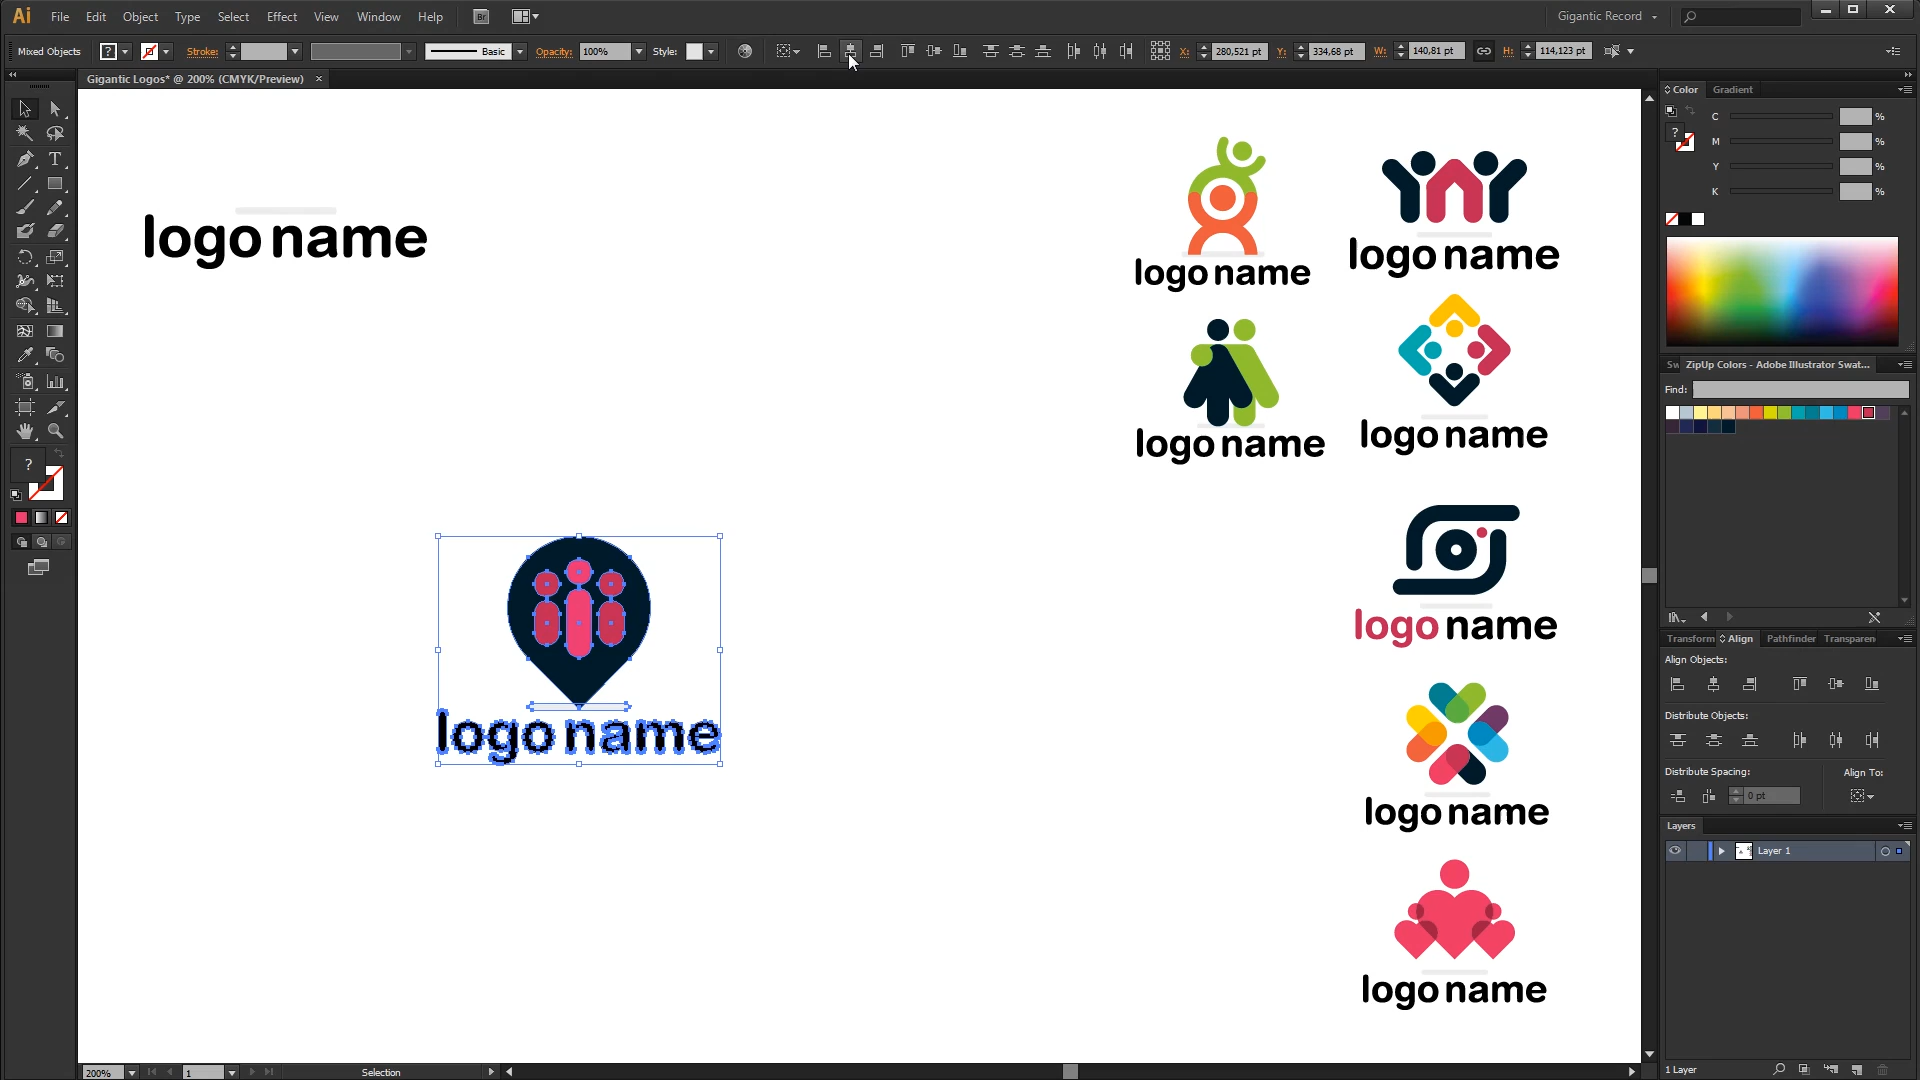 Ai File Edit Object Type Select Effect View Window Help Br Gigantic Record
Mixed Objects ? Stroke: Basic Opacity: 100% Style: X: 280,521 pt Y: 334,68 pt W: 140,81 pt H: 114,123 pt
Gigantic Logos* @ 200% (CMYK/Preview) ×
Color Gradient
C %
M %
Y %
K %
?
logo name
logo name
logo name
logo name
logo name
logo name
logo name
logo name
logo name
Sw ZipUp Colors - Adobe Illustrator Swat...
Find:
?
Transform Align Pathfinder Transparen
Align Objects:
Distribute Objects:
Distribute Spacing: Align To:
0 pt
Layers
Layer 1
1 Layer
200% 1 Selection